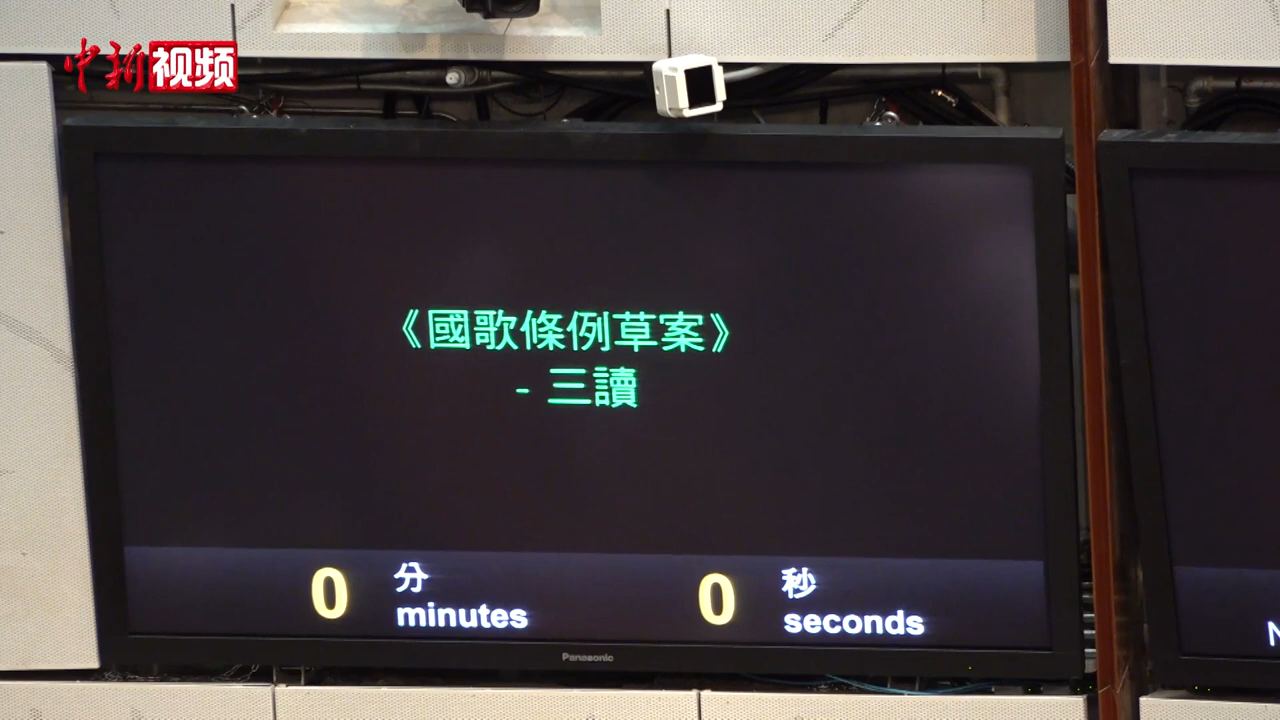 中新视频
《國歌條例草案》
- 三讀
0 分 0 秒
minutes seconds
Panasonic
N